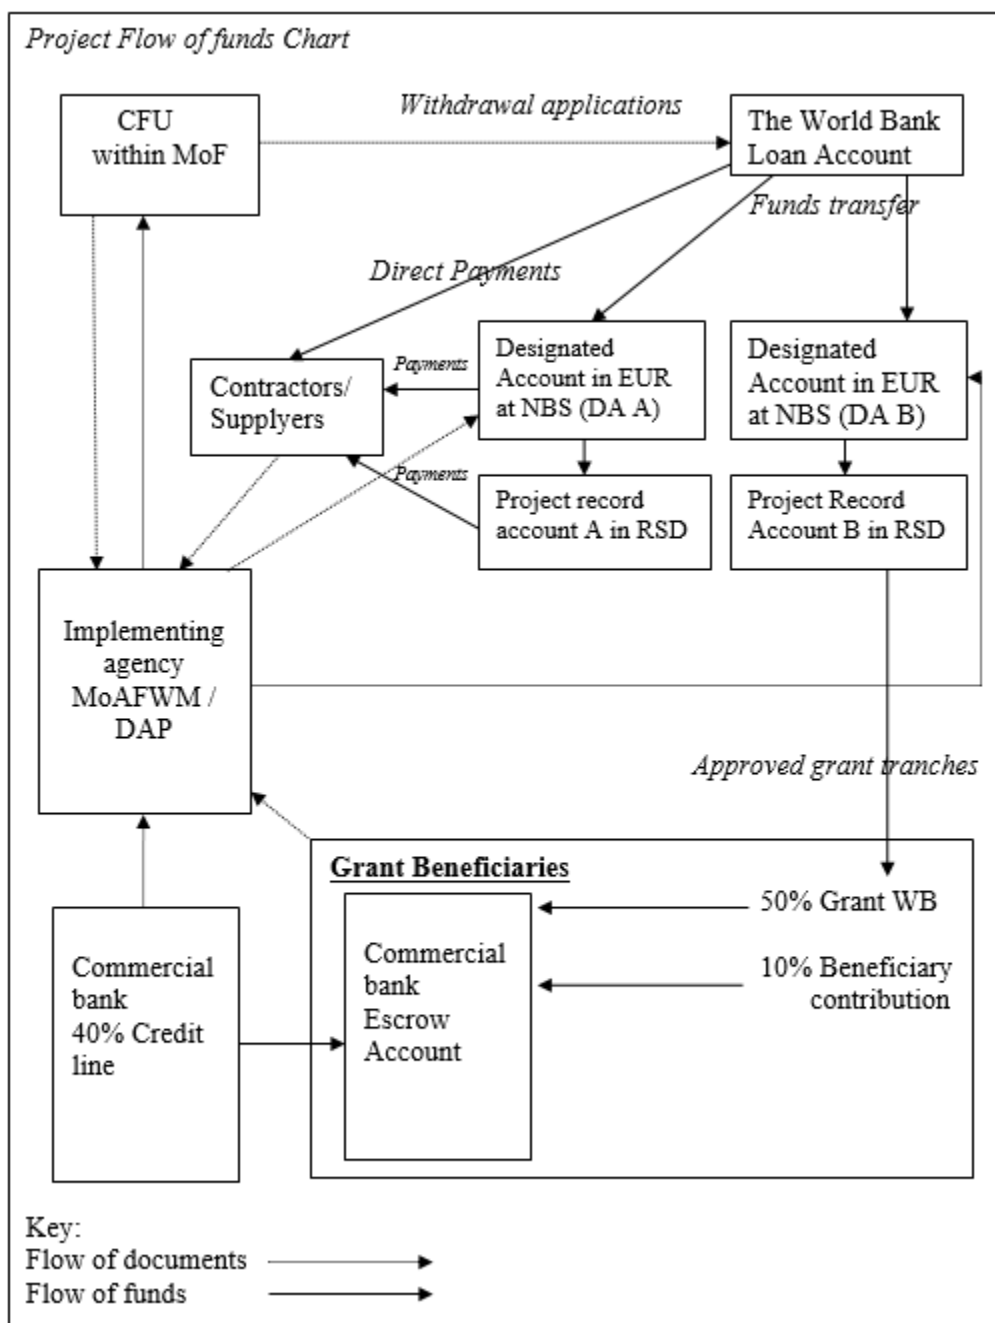 Project Flow of funds Chart
CFU
within MoF
Withdrawal applications
The World Bank
Loan Account
Funds transfer
Direct Payments
Contractors/
Supplyers
Payments
Designated
Account in EUR
at NBS (DA A)
Designated
Account in EUR
at NBS (DA B)
Payments
Project record
account A in RSD
Project Record
Account B in RSD
Implementing
agency
MoAFWM /
DAP
Approved grant tranches
Grant Beneficiaries
50% Grant WB
10% Beneficiary
contribution
Commercial
bank
Escrow
Account
Commercial
bank
40% Credit
line
Key:
Flow of documents
Flow of funds